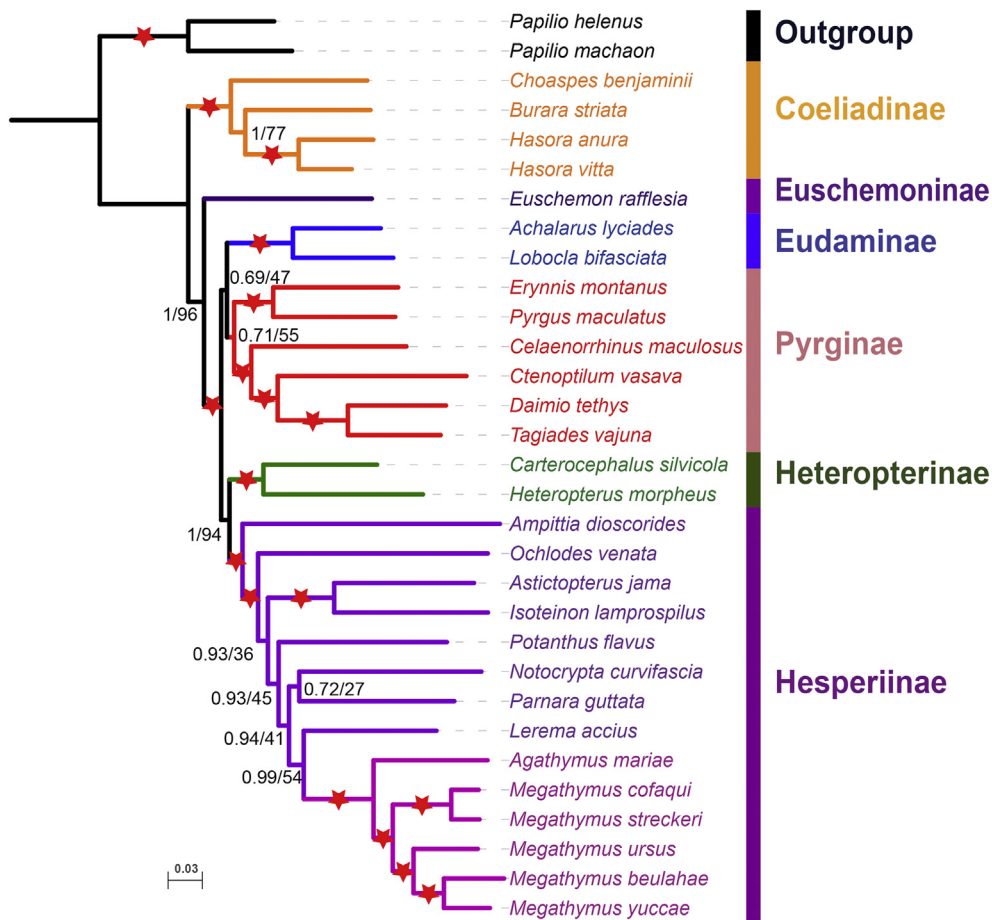 Papilio helenus
Papilio machaon
Outgroup
Choaspes benjaminii
Burara striata
Hasora anura
Hasora vitta
1/77
Coeliadinae
Euschemon rafflesia
Euschemoninae
Achalarus lyciades
Lobocla bifasciata
Eudaminae
0.69/47
Erynnis montanus
Pyrgus maculatus
1/96
0.71/55
Celaenorrhinus maculosus
Ctenoptilum vasava
Daimio tethys
Tagiades vajuna
Pyrginae
Carterocephalus silvicola
Heteropterus morpheus
Heteropterinae
1/94
Ampittia dioscorides
Ochlodes venata
Astictopterus jama
Isoteinon lamprospilus
0.93/36
Potanthus flavus
Notocrypta curvifascia
0.72/27
0.93/45
Parnara guttata
Hesperiinae
Lerema accius
0.94/41
0.99/54
Agathymus mariae
Megathymus cofaqui
Megathymus streckeri
Megathymus ursus
Megathymus beulahae
Megathymus yuccae
0.03